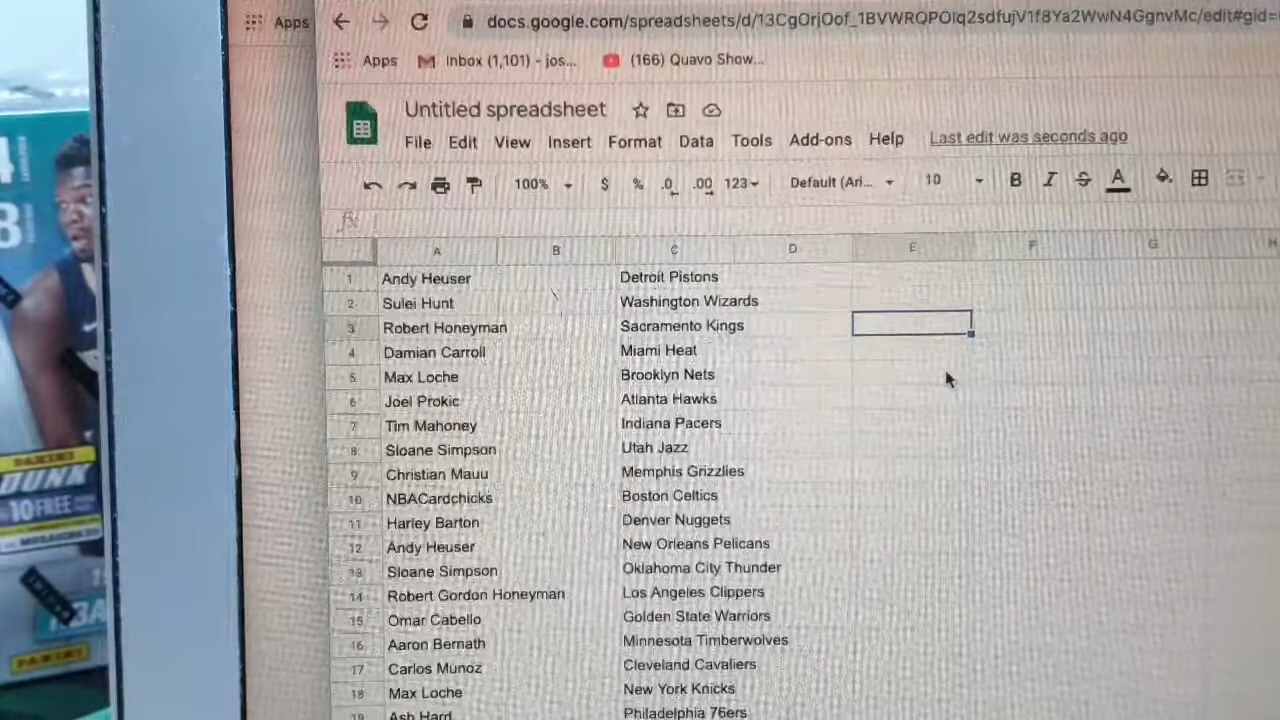 Apps
docs.google.com/spreadsheets/d/13CgOrjOof_1BVWRQPOlq2sdfujV1f8Ya2WwN4GgnvMc/edit#gid=
Apps Inbox (1,101) - jos... (166) Quavo Show...
Untitled spreadsheet
File Edit View Insert Format Data Tools Add-ons Help Last edit was seconds ago
100% $ % .0 .00 123 Default (Ari... 10 B I S A
fx
A B C D E F G H
1 Andy Heuser Detroit Pistons
2 Sulei Hunt Washington Wizards
3 Robert Honeyman Sacramento Kings
4 Damian Carroll Miami Heat
5 Max Loche Brooklyn Nets
6 Joel Prokic Atlanta Hawks
7 Tim Mahoney Indiana Pacers
8 Sloane Simpson Utah Jazz
9 Christian Mauu Memphis Grizzlies
10 NBACardchicks Boston Celtics
11 Harley Barton Denver Nuggets
12 Andy Heuser New Orleans Pelicans
13 Sloane Simpson Oklahoma City Thunder
14 Robert Gordon Honeyman Los Angeles Clippers
15 Omar Cabello Golden State Warriors
16 Aaron Bernath Minnesota Timberwolves
17 Carlos Munoz Cleveland Cavaliers
18 Max Loche New York Knicks
19 Ash Hard Philadelphia 76ers
4
8
PANINI
DUNK
10 FREE
PANINI